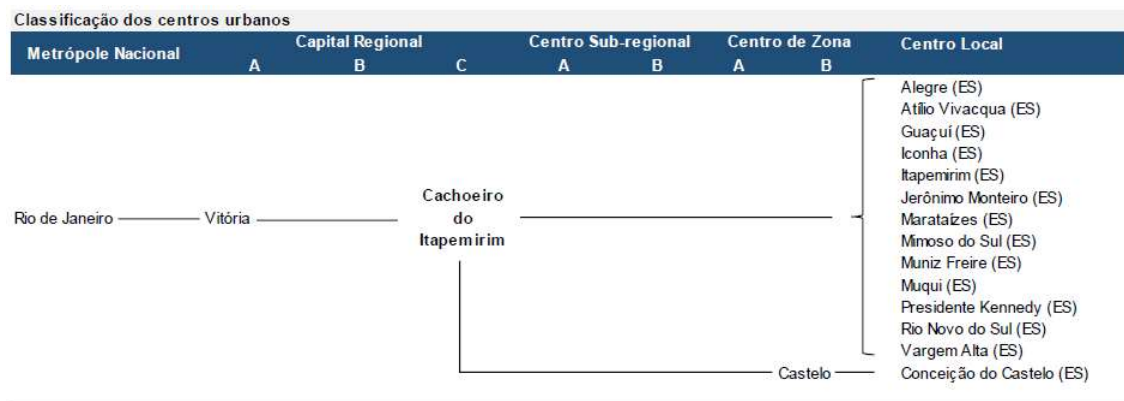 Classificação dos centros urbanos
Metrópole Nacional
Capital Regional
Centro Sub-regional
Centro de Zona
Centro Local
A B C A B A B
Alegre (ES)
Atílio Vivacqua (ES)
Guaçuí (ES)
Iconha (ES)
Itapemirim (ES)
Jerônimo Monteiro (ES)
Rio de Janeiro
Vitória
Cachoeiro
do
Itapemirim
Marataízes (ES)
Mimoso do Sul (ES)
Muniz Freire (ES)
Muqui (ES)
Presidente Kennedy (ES)
Rio Novo do Sul (ES)
Vargem Alta (ES)
Castelo
Conceição do Castelo (ES)